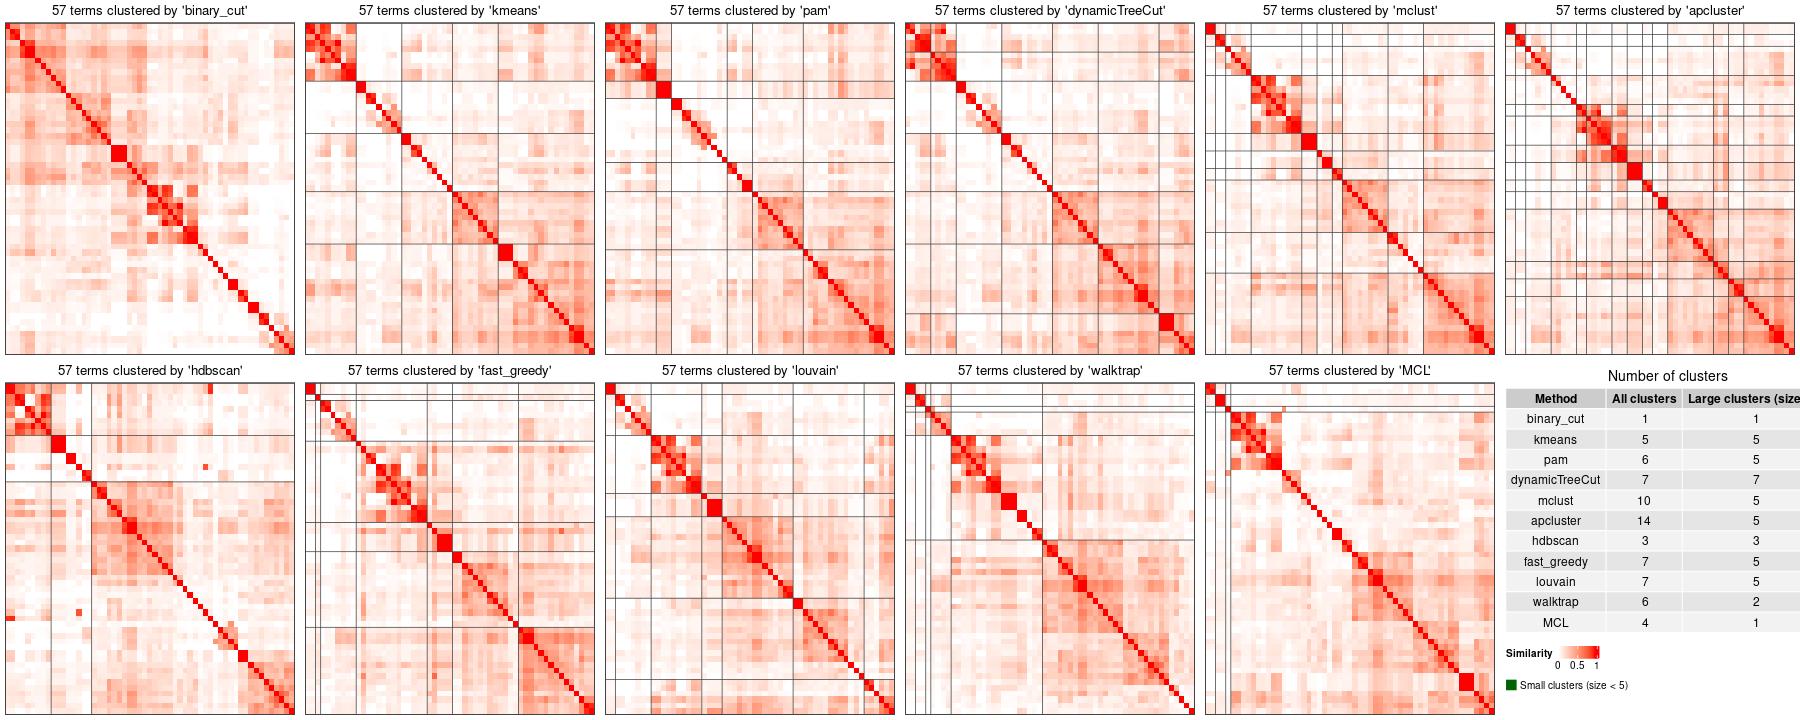 57 terms clustered by 'binary_cut'
57 terms clustered by 'kmeans'
57 terms clustered by 'pam'
57 terms clustered by 'dynamicTreeCut'
57 terms clustered by 'mclust'
57 terms clustered by 'apcluster'
57 terms clustered by 'hdbscan'
57 terms clustered by 'fast_greedy'
57 terms clustered by 'louvain'
57 terms clustered by 'walktrap'
57 terms clustered by 'MCL'
Number of clusters
Method All clusters Large clusters (size
binary_cut 1 1
kmeans 5 5
pam 6 5
dynamicTreeCut 7 7
mclust 10 5
apcluster 14 5
hdbscan 3 3
fast_greedy 7 5
louvain 7 5
walktrap 6 2
MCL 4 1
Similarity
0 0.5 1
Small clusters (size < 5)